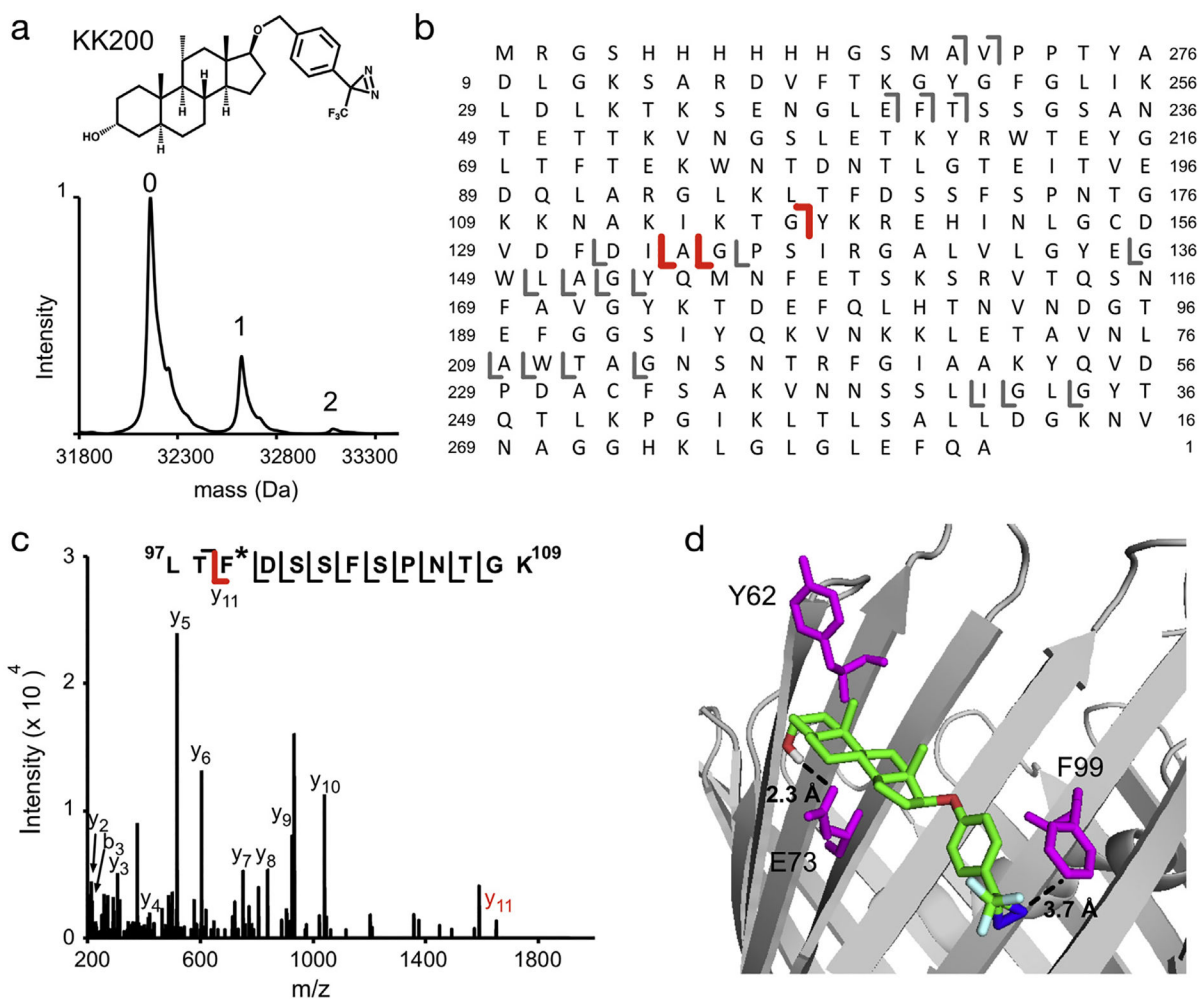 a
KK200
O
N
N
F₃C
H
H
H
H
HO
Intensity
1
0
1
2
31800 32300 32800 33300
mass (Da)
b
M R G S H H H H H H G S M A V P P T Y A 276
9 D L G K S A R D V F T K G Y G F G L I K 256
29 L D L K T K S E N G L E F T S S G S A N 236
49 T E T T K V N G S L E T K Y R W T E Y G 216
69 L T F T E K W N T D N T L G T E I T V E 196
89 D Q L A R G L K L T F D S S F S P N T G 176
109 K K N A K I K T G Y K R E H I N L G C D 156
129 V D F D I A G P S I R G A L V L G Y E G 136
149 W L A G Y Q M N F E T S K S R V T Q S N 116
169 F A V G Y K T D E F Q L H T N V N D G T 96
189 E F G G S I Y Q K V N K K L E T A V N L 76
209 A W T A G N S N T R F G I A A K Y Q V D 56
229 P D A C F S A K V N N S S L I G L G Y T 36
249 Q T L K P G I K L T L S A L L D G K N V 16
269 N A G G H K L G L G L E F Q A 1
c
⁹⁷L T F* D S S F S P N T G K¹⁰⁹
y₁₁
Intensity (x 10⁴)
3
2
1
0
y₂
b₃
y₃
y₄
y₅
y₆
y₇
y₈
y₉
y₁₀
y₁₁
200 600 1000 1400 1800
m/z
d
Y62
F99
2.3 Å
E73
3.7 Å